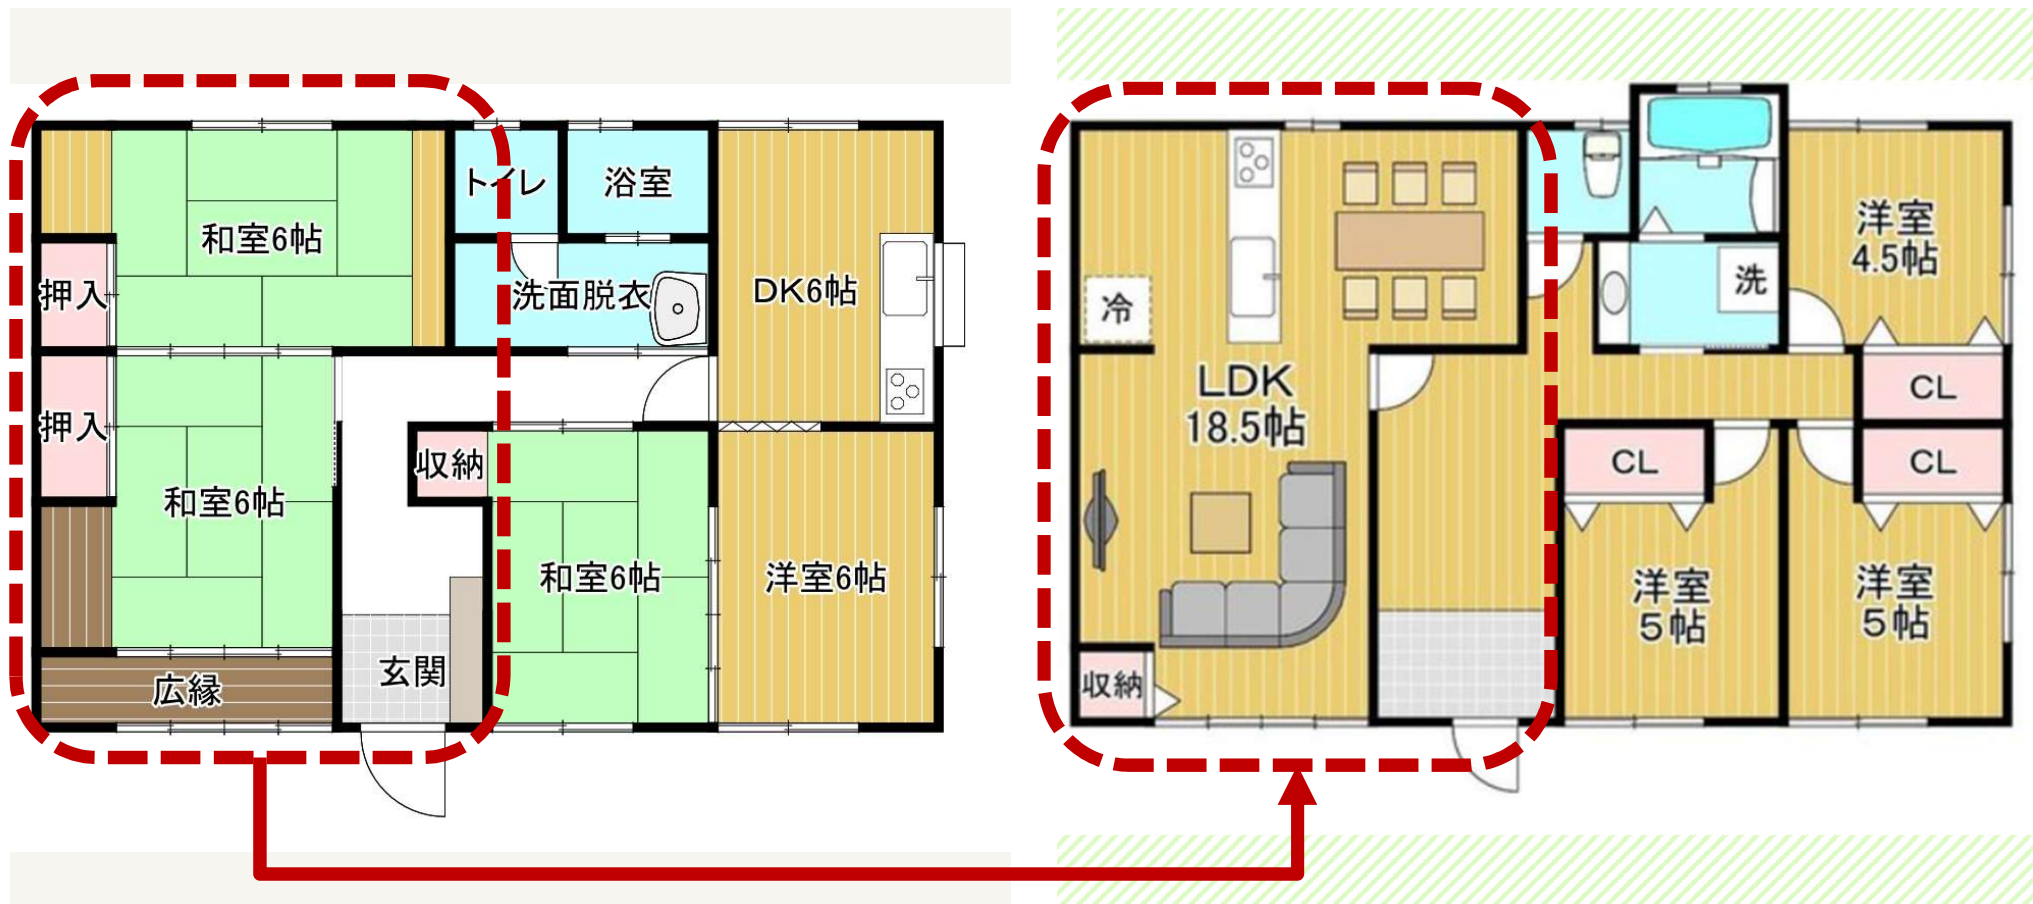 トイレ
浴室
和室6帖
押入
洗面脱衣
DK6帖
押入
収納
和室6帖
和室6帖
洋室6帖
広縁
玄関
洋室
4.5帖
洗
冷
LDK
18.5帖
CL
CL
CL
洋室
5帖
洋室
5帖
収納